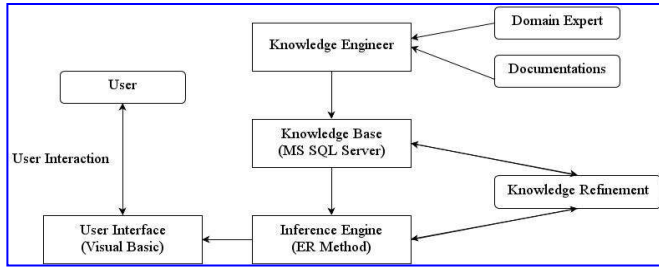 Domain Expert
Knowledge Engineer
Documentations
User
Knowledge Base
(MS SQL Server)
User Interaction
Knowledge Refinement
User Interface
(Visual Basic)
Inference Engine
(ER Method)